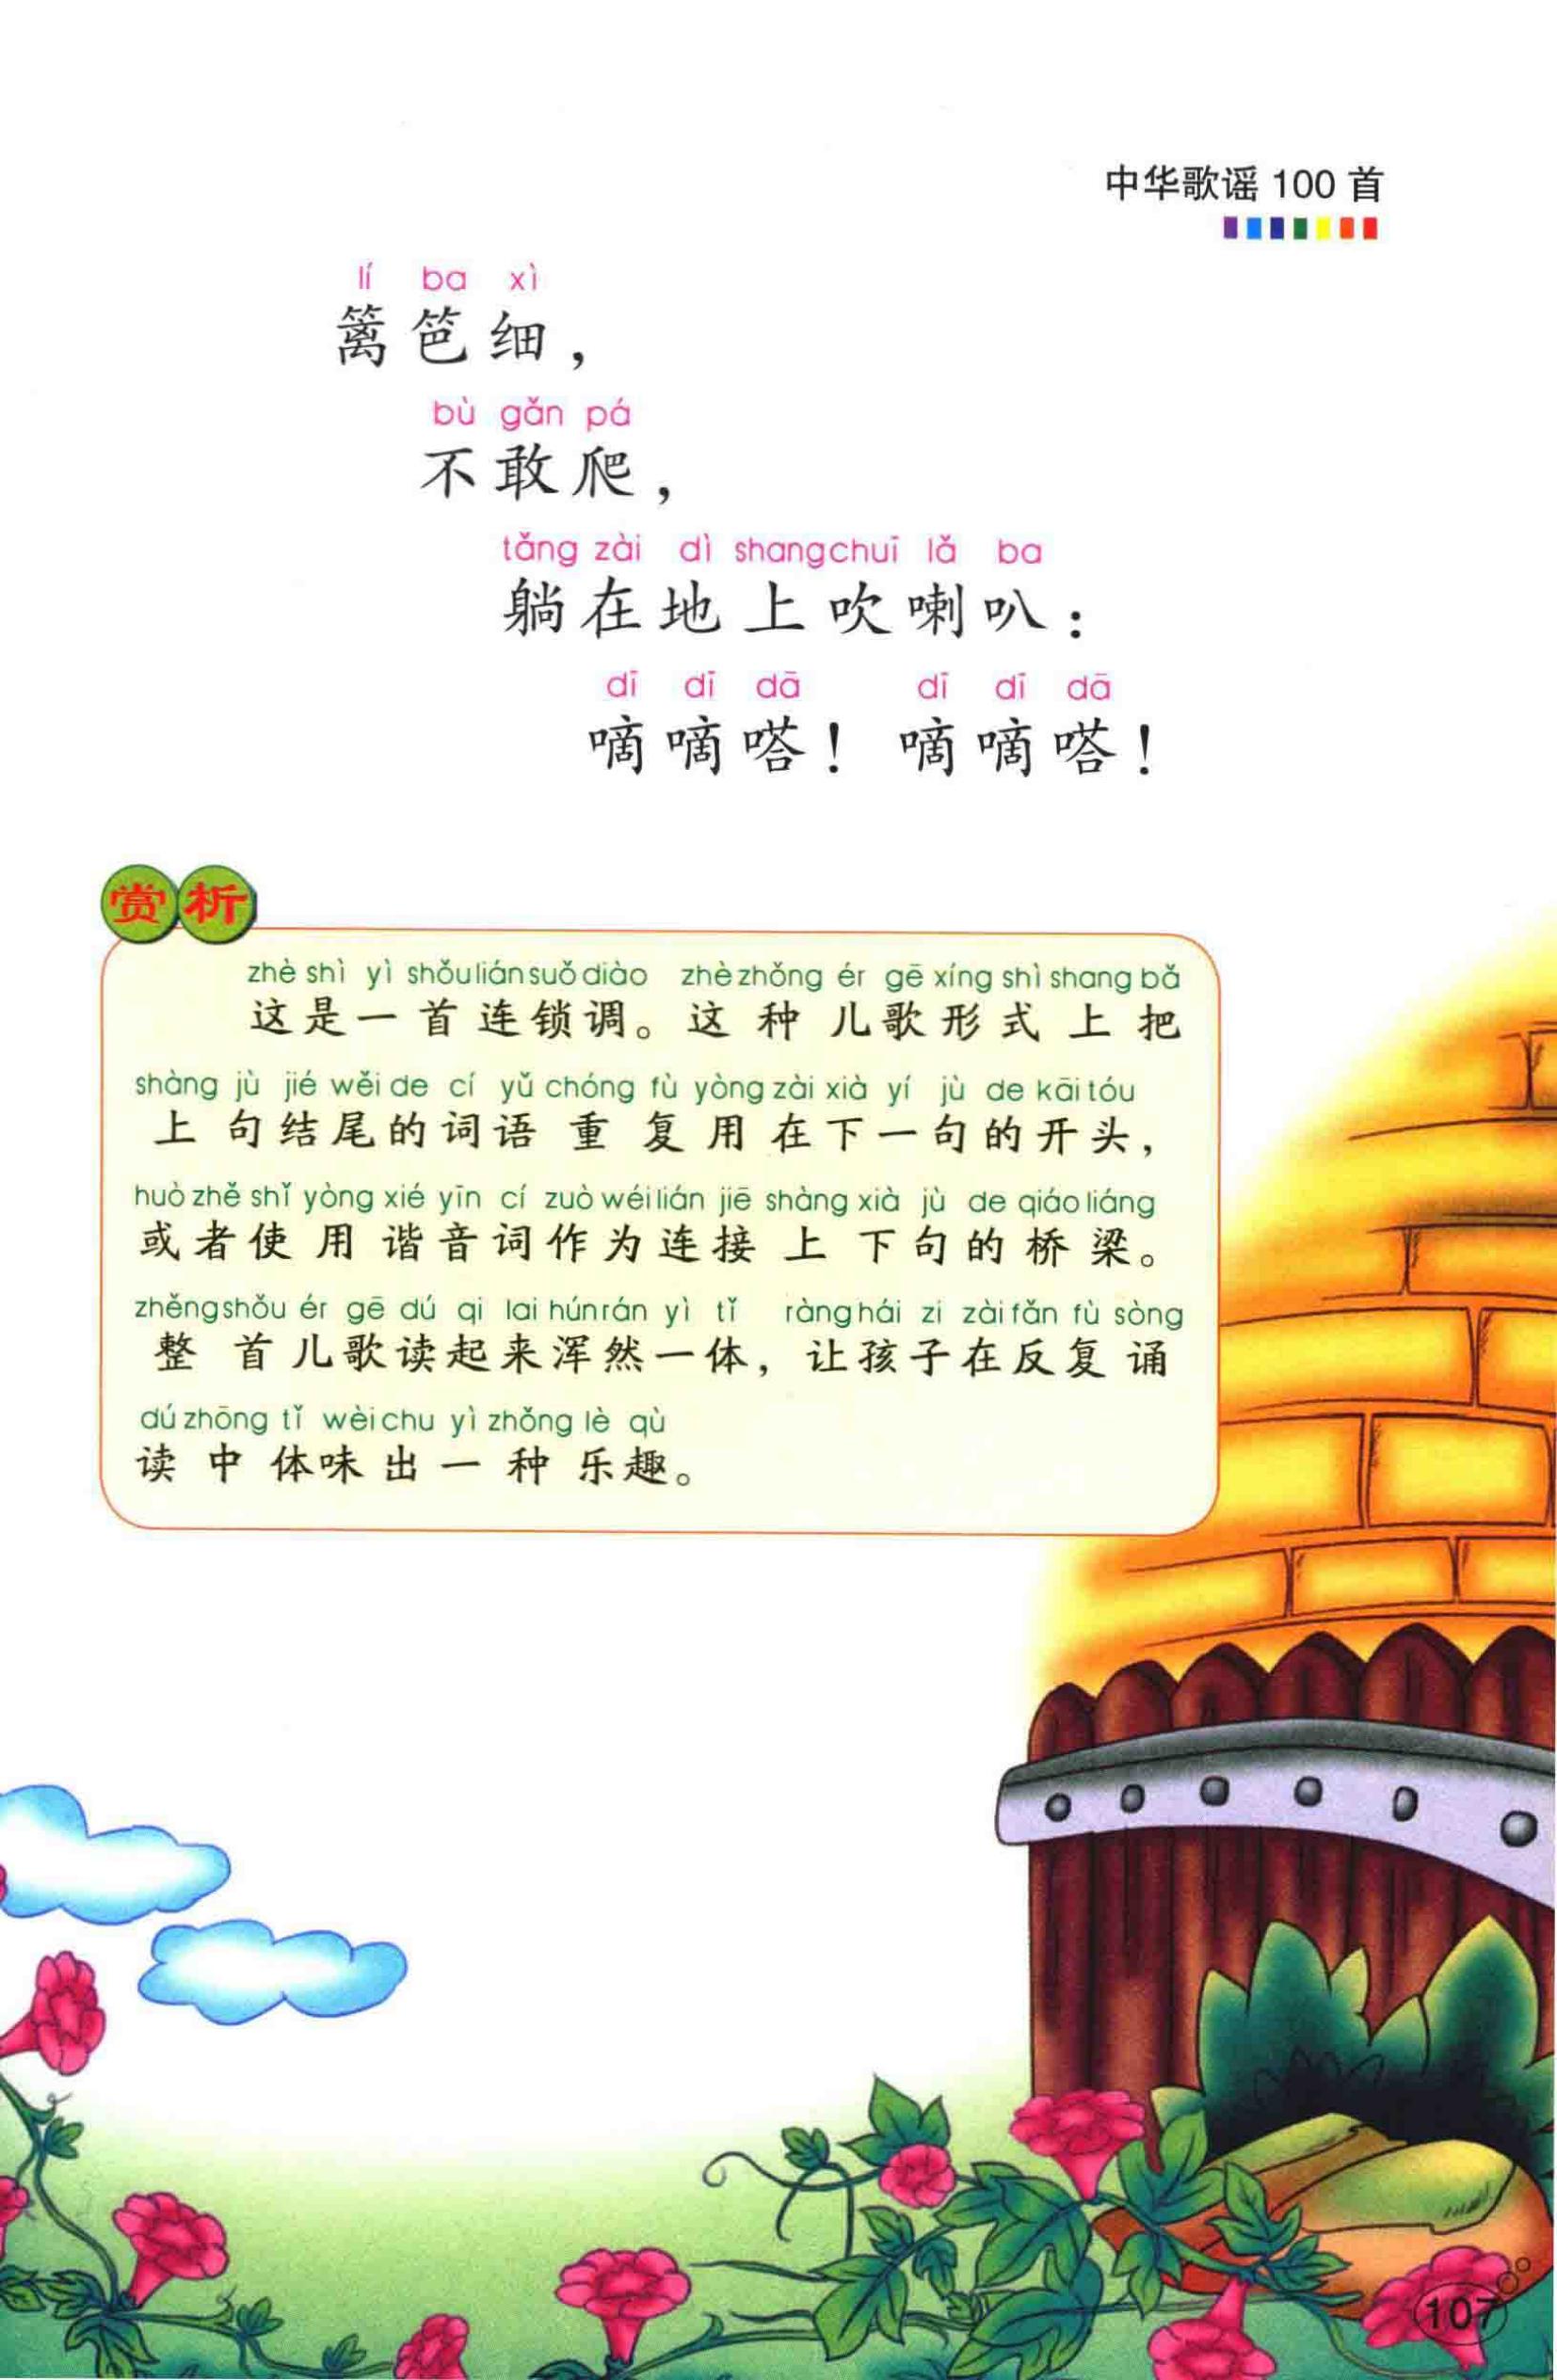 中华歌谣 100 首
lí ba xì
篱笆细，
bù gǎn pá
不敢爬，
tǎng zài dì shang chuī lǎ ba
躺在地上吹喇叭：
dī dī dā dī dī dā
嘀嘀嗒！嘀嘀嗒！
赏析
zhè shì yì shǒu lián suǒ diào zhè zhǒng ér gē xíng shì shang bǎ
这是一首连锁调。这种儿歌形式上把
shàng jù jié wěi de cí yǔ chóng fù yòng zài xià yí jù de kāi tóu
上句结尾的词语重复用在下一句的开头，
huò zhě shǐ yòng xié yīn cí zuò wéi lián jiē shàng xià jù de qiáo liáng
或者使用谐音词作为连接上下句的桥梁。
zhěng shǒu ér gē dú qi lai hún rán yì tǐ ràng hái zi zài fǎn fù sòng
整首儿歌读起来浑然一体，让孩子在反复诵
dú zhōng tǐ wèi chu yì zhǒng lè qù
读中体味出一种乐趣。
107